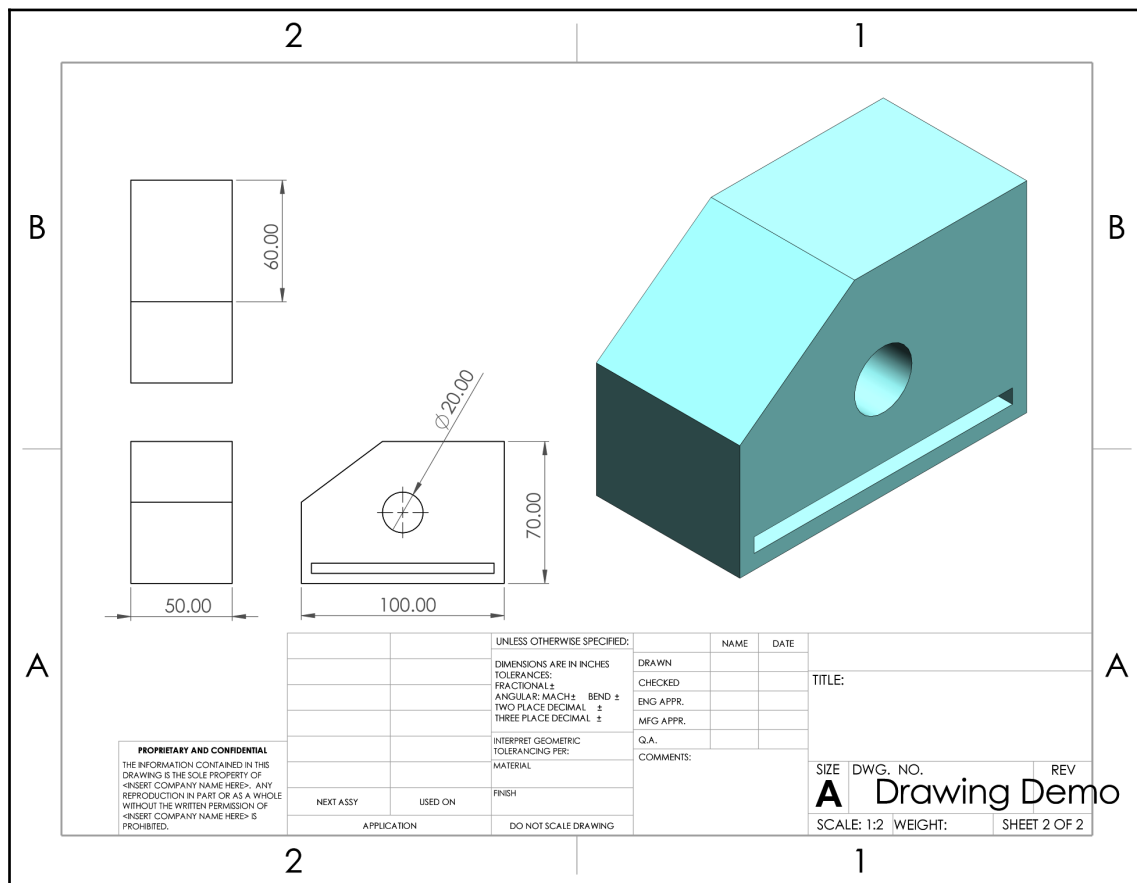 2
1
B
B
60.00
Ø20.00
70.00
50.00
100.00
A
A
UNLESS OTHERWISE SPECIFIED:
DIMENSIONS ARE IN INCHES
TOLERANCES:
FRACTIONAL±
ANGULAR: MACH± BEND ±
TWO PLACE DECIMAL ±
THREE PLACE DECIMAL ±
INTERPRET GEOMETRIC
TOLERANCING PER:
MATERIAL
FINISH
DO NOT SCALE DRAWING
NAME DATE
DRAWN
CHECKED
ENG APPR.
MFG APPR.
Q.A.
COMMENTS:
TITLE:
SIZE DWG. NO. REV
A Drawing Demo
SCALE: 1:2 WEIGHT: SHEET 2 OF 2
PROPRIETARY AND CONFIDENTIAL
THE INFORMATION CONTAINED IN THIS
DRAWING IS THE SOLE PROPERTY OF
<INSERT COMPANY NAME HERE>. ANY
REPRODUCTION IN PART OR AS A WHOLE
WITHOUT THE WRITTEN PERMISSION OF
<INSERT COMPANY NAME HERE> IS
PROHIBITED.
NEXT ASSY USED ON
APPLICATION
2
1